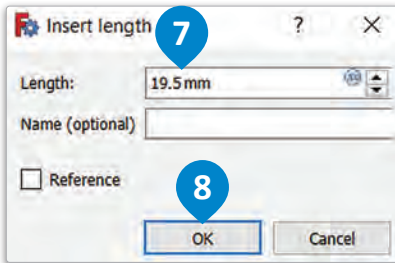 Insert length 7 ? ×
Length: 19.5 mm
Name (optional)
Reference
8
OK Cancel